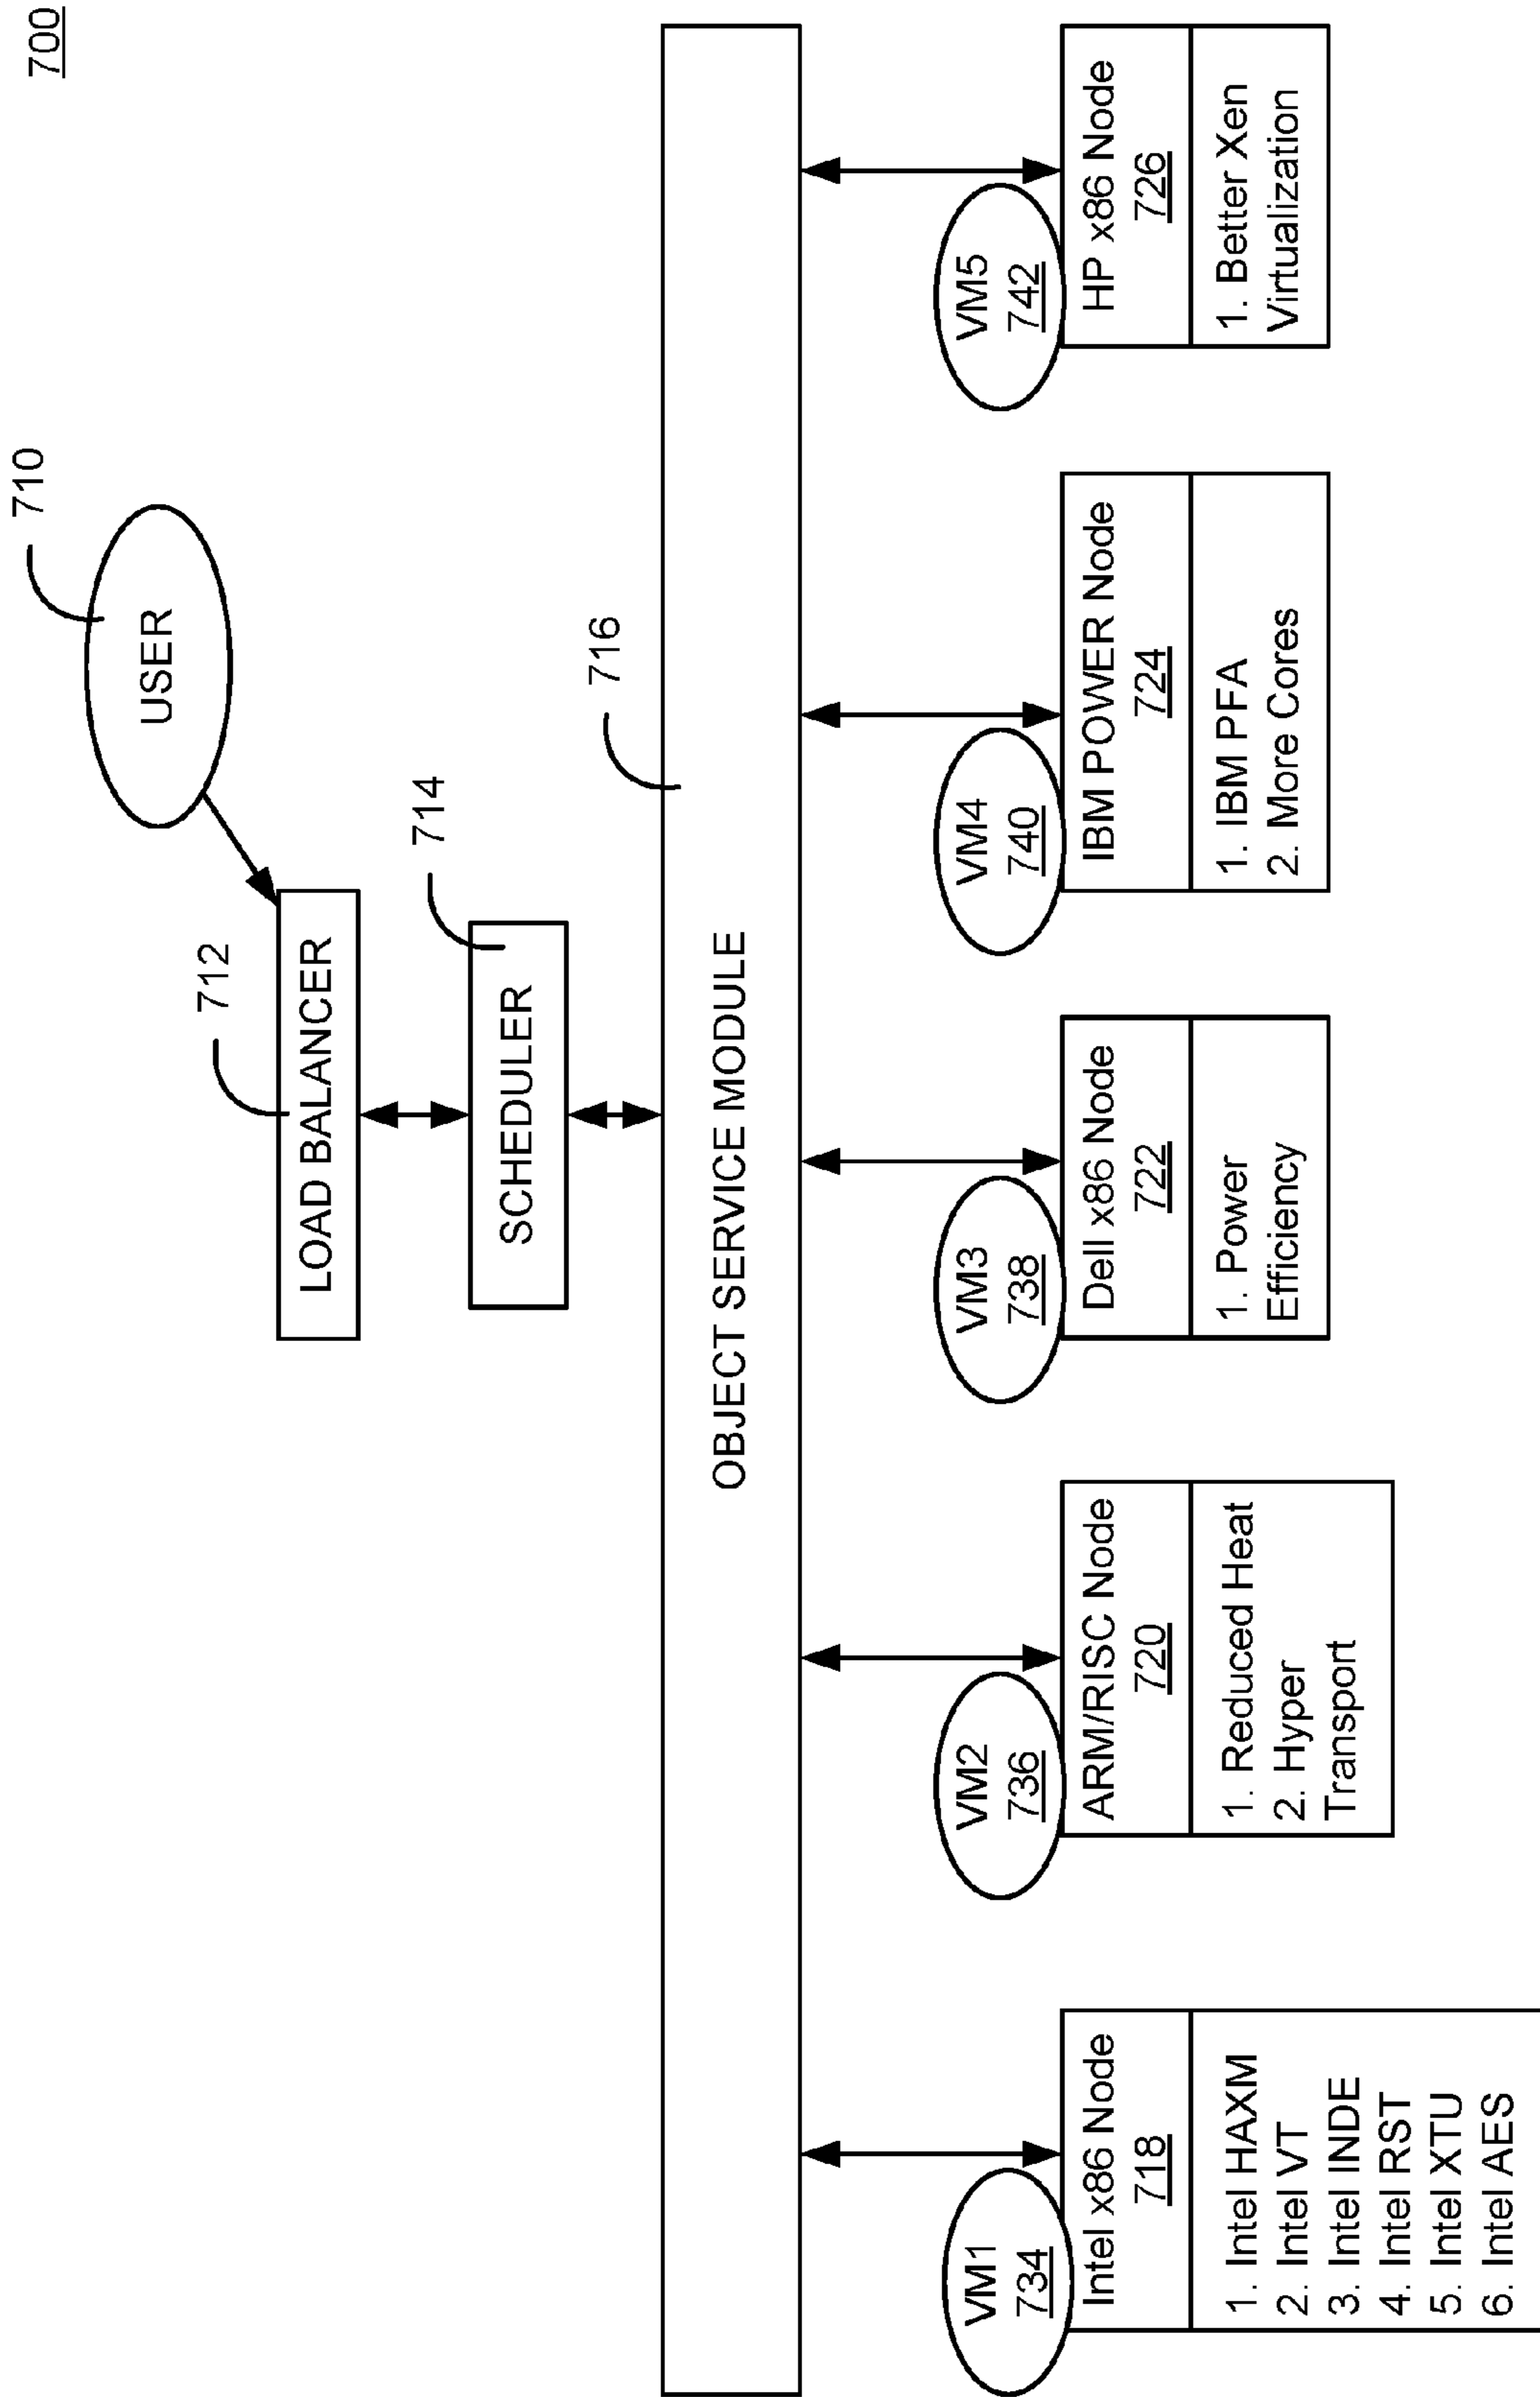 700
710
USER
712
LOAD BALANCER
714
SCHEDULER
716
OBJECT SERVICE MODULE
VM1
734
Intel x86 Node
718
1. Intel HAXM
2. Intel VT
3. Intel INDE
4. Intel RST
5. Intel XTU
6. Intel AES
VM2
736
ARM/RISC Node
720
1. Reduced Heat
2. Hyper
Transport
VM3
738
Dell x86 Node
722
1. Power
Efficiency
VM4
740
IBM POWER Node
724
1. IBM PFA
2. More Cores
VM5
742
HP x86 Node
726
1. Better Xen
Virtualization